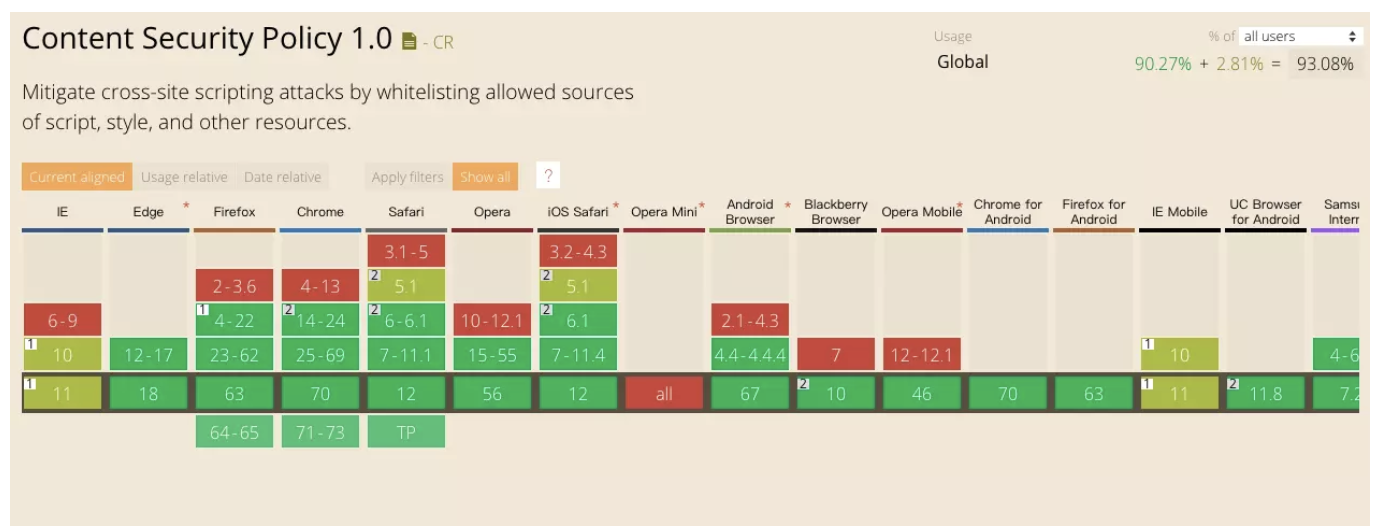 Content Security Policy 1.0 - CR
Usage % of all users
Global 90.27% + 2.81% = 93.08%
Mitigate cross-site scripting attacks by whitelisting allowed sources
of script, style, and other resources.
Current aligned Usage relative Date relative Apply filters Show all ?
IE Edge * Firefox Chrome Safari Opera iOS Safari * Opera Mini * Android Browser * Blackberry Browser Opera Mobile * Chrome for Android Firefox for Android IE Mobile UC Browser for Android Samsu Interr
3.1-5 3.2-4.3
2-3.6 4-13 2 5.1 2 5.1
6-9 1 4-22 2 14-24 2 6-6.1 10-12.1 2 6.1 2.1-4.3
1 10 12-17 23-62 25-69 7-11.1 15-55 7-11.4 4.4-4.4.4 7 12-12.1 1 10 4-6
1 11 18 63 70 12 56 12 all 67 2 10 46 70 63 1 11 2 11.8 7.2
64-65 71-73 TP